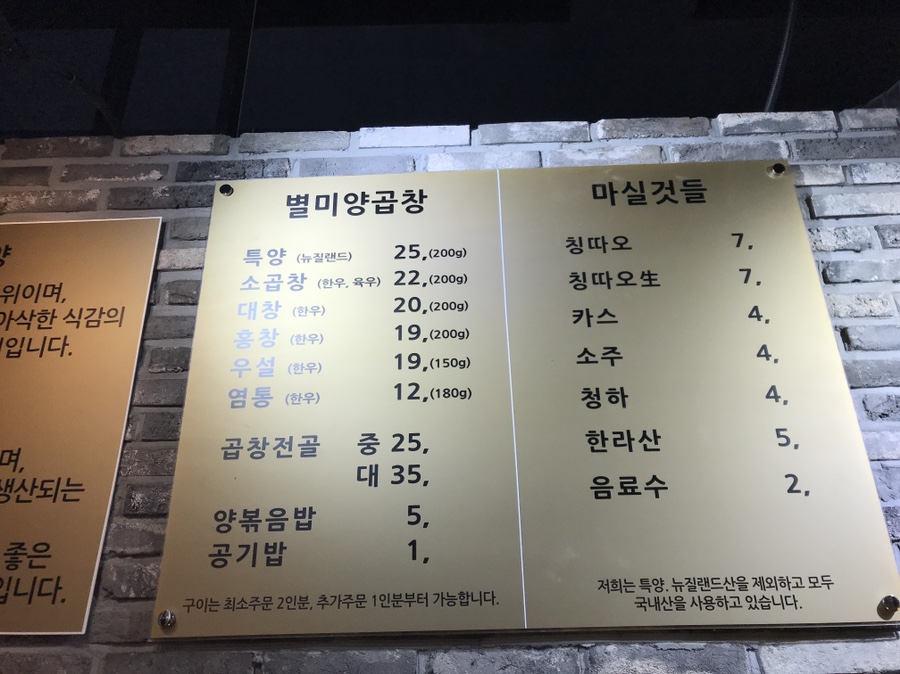 양
위이며,
아삭한 식감의
입니다.
며,
생산되는
좋은
입니다.
별미양곱창
특양 (뉴질랜드) 25,(200g)
소곱창 (한우, 육우) 22,(200g)
대창 (한우) 20,(200g)
홍창 (한우) 19,(200g)
우설 (한우) 19,(150g)
염통 (한우) 12,(180g)
곱창전골 중 25,
대 35,
양볶음밥 5,
공기밥 1,
구이는 최소주문 2인분, 추가주문 1인분부터 가능합니다.
마실것들
칭따오 7,
칭따오生 7,
카스 4,
소주 4,
청하 4,
한라산 5,
음료수 2,
저희는 특양. 뉴질랜드산을 제외하고 모두
국내산을 사용하고 있습니다.